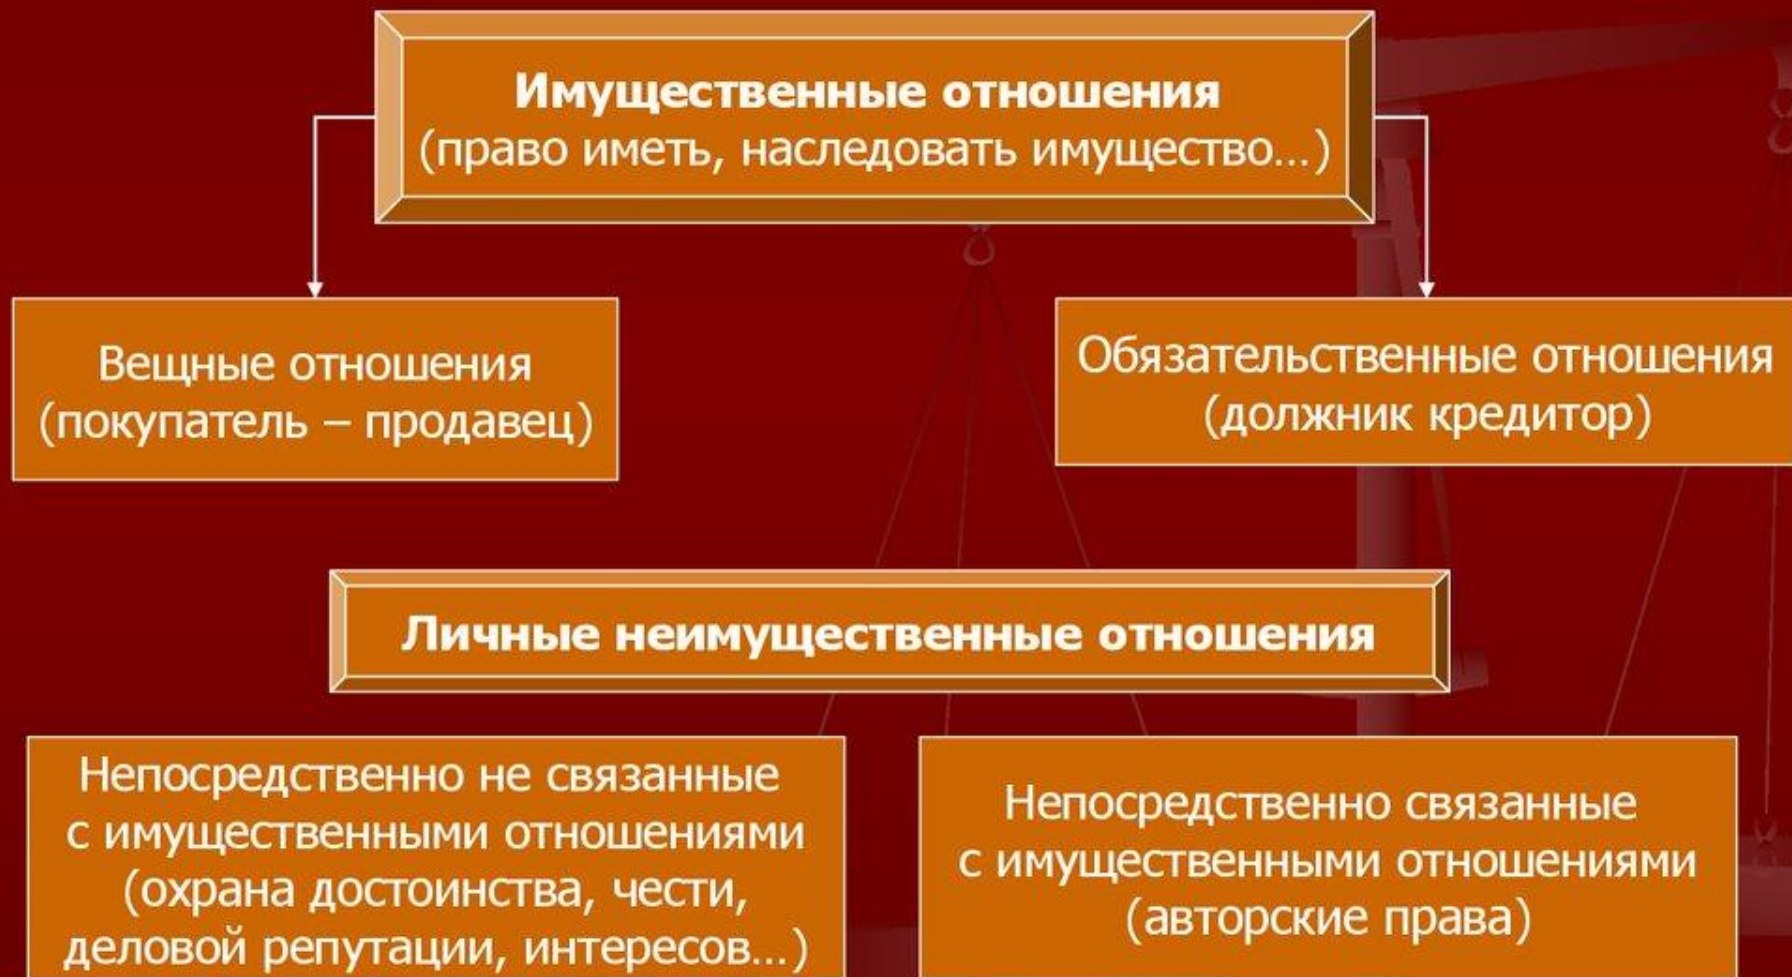 Имущественные отношения
(право иметь, наследовать имущество...)
Вещные отношения
(покупатель – продавец)
Обязательственные отношения
(должник кредитор)
Личные неимущественные отношения
Непосредственно не связанные
с имущественными отношениями
(охрана достоинства, чести,
деловой репутации, интересов...)
Непосредственно связанные
с имущественными отношениями
(авторские права)